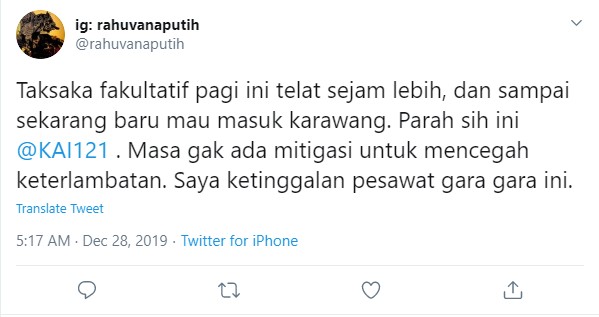 ig: rahuvanaputih
@rahuvanaputih
Taksaka fakultatif pagi ini telat sejam lebih, dan sampai
sekarang baru mau masuk karawang. Parah sih ini
@KAI121 . Masa gak ada mitigasi untuk mencegah
keterlambatan. Saya ketinggalan pesawat gara gara ini.
Translate Tweet
5:17 AM · Dec 28, 2019 · Twitter for iPhone